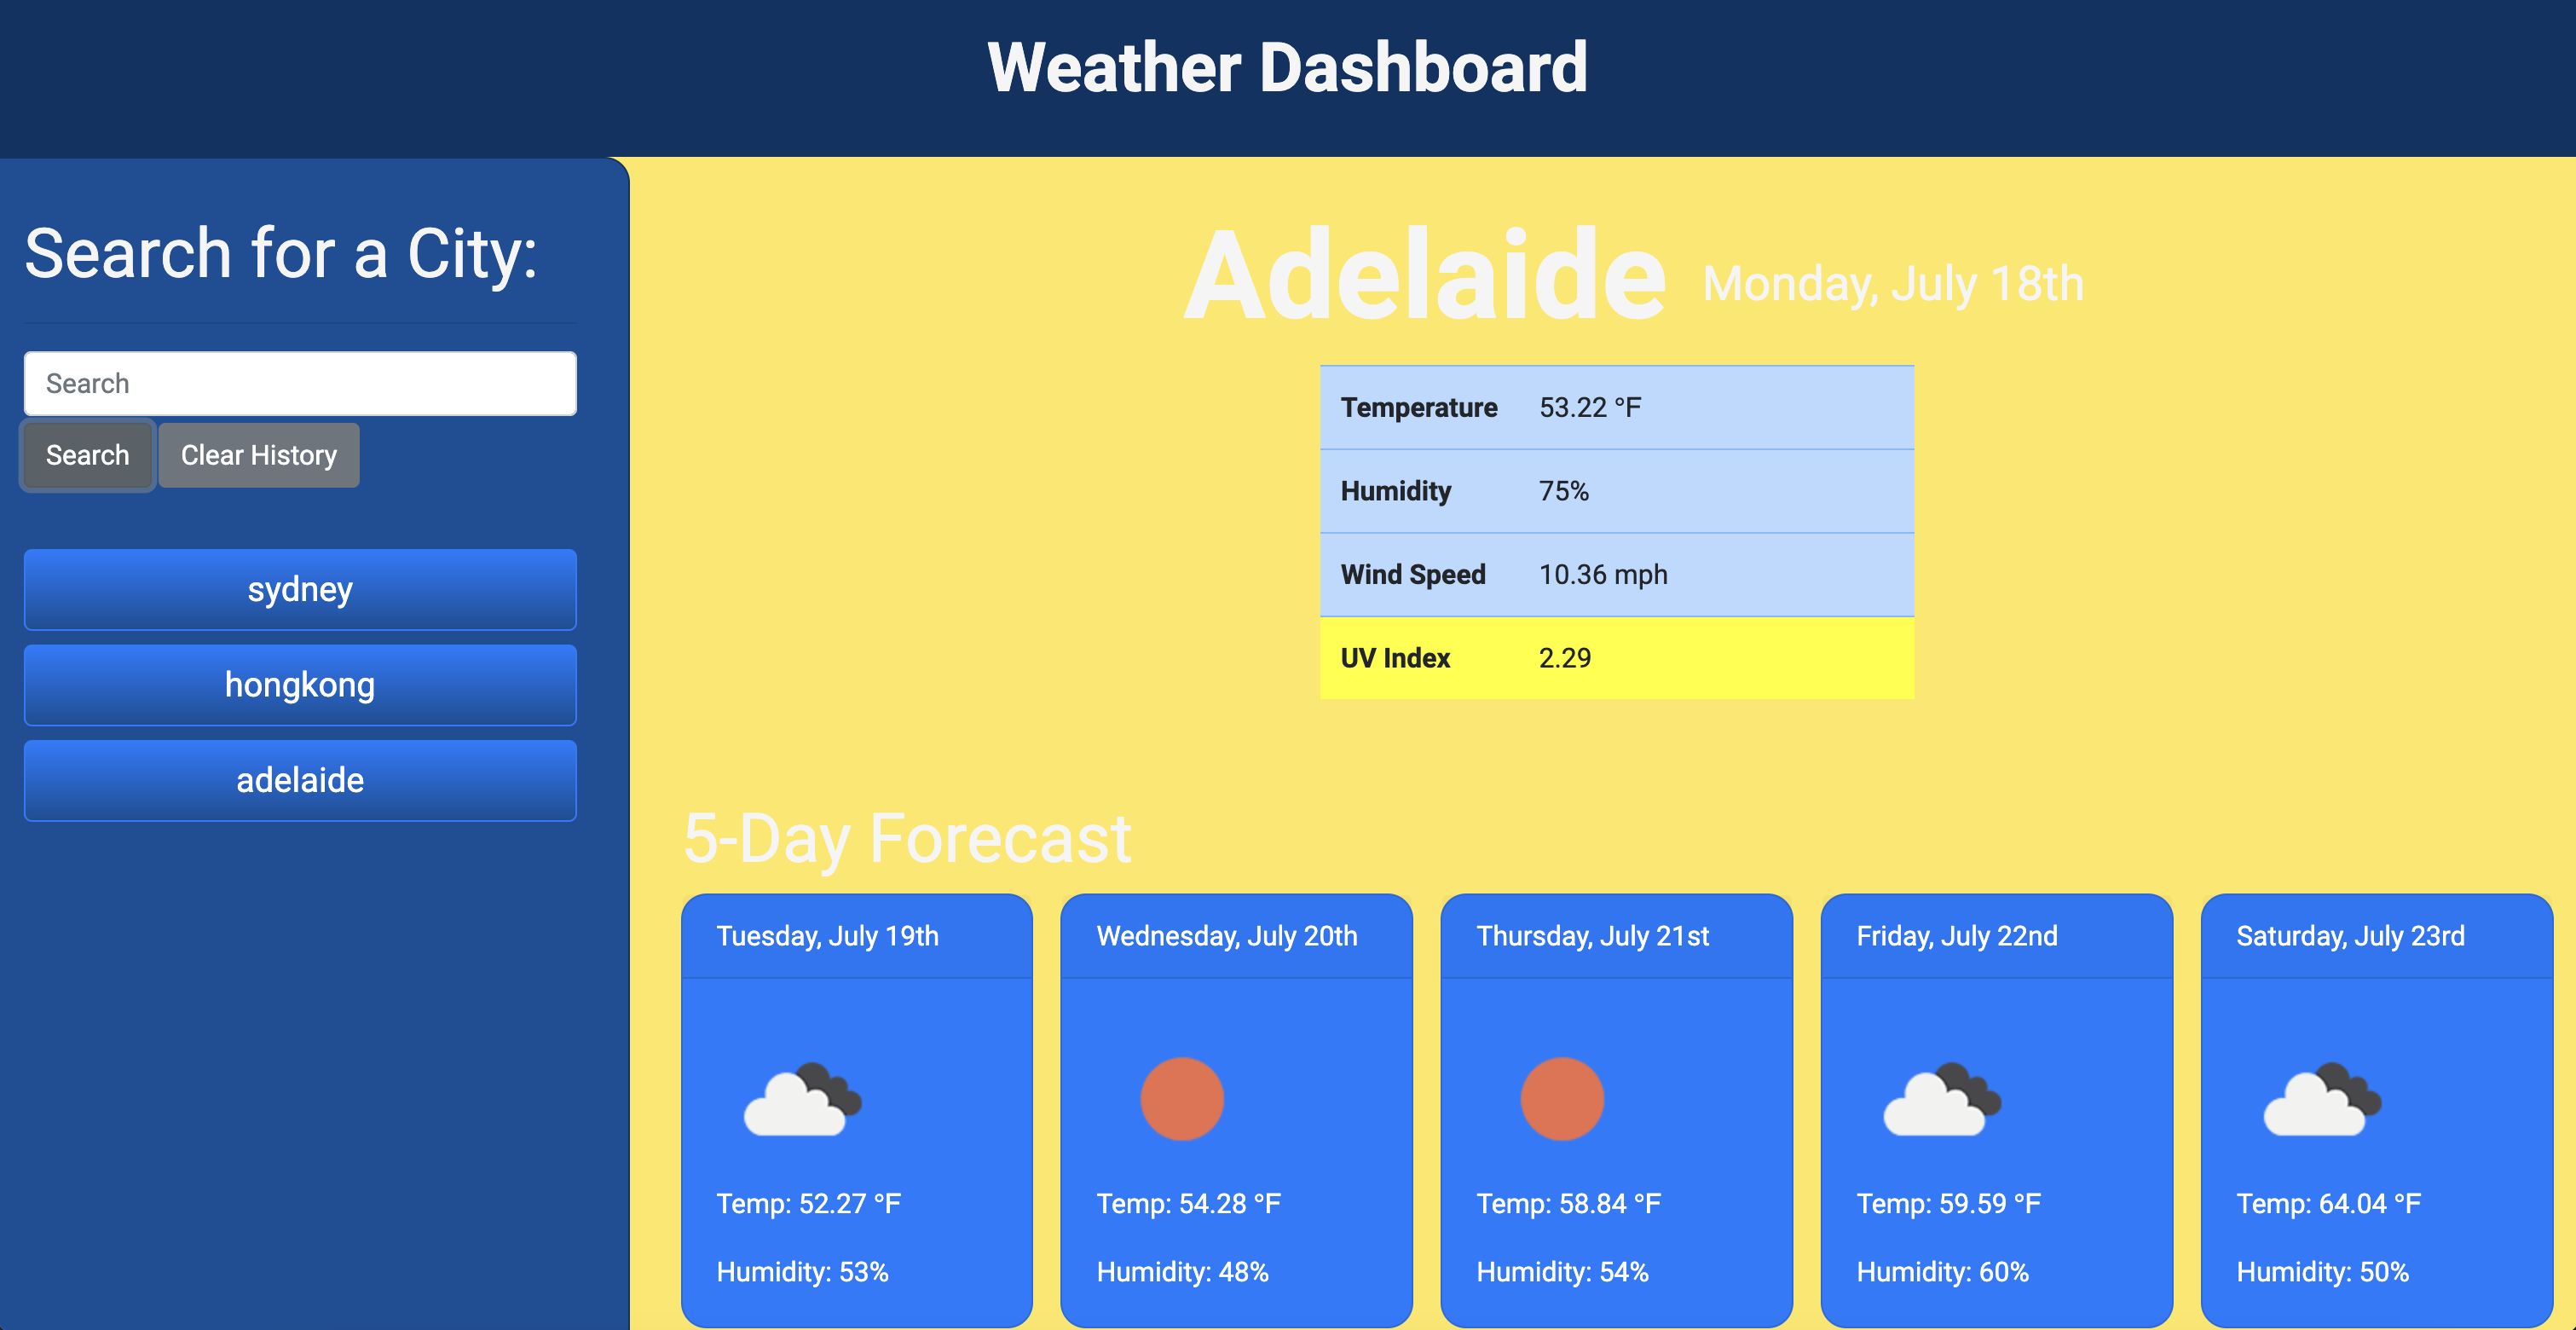 Weather Dashboard
Search for a City:
Search
Search
Clear History
sydney
hongkong
adelaide
Adelaide Monday, July 18th
Temperature 53.22 °F
Humidity 75%
Wind Speed 10.36 mph
UV Index 2.29
5-Day Forecast
Tuesday, July 19th
Temp: 52.27 °F
Humidity: 53%
Wednesday, July 20th
Temp: 54.28 °F
Humidity: 48%
Thursday, July 21st
Temp: 58.84 °F
Humidity: 54%
Friday, July 22nd
Temp: 59.59 °F
Humidity: 60%
Saturday, July 23rd
Temp: 64.04 °F
Humidity: 50%